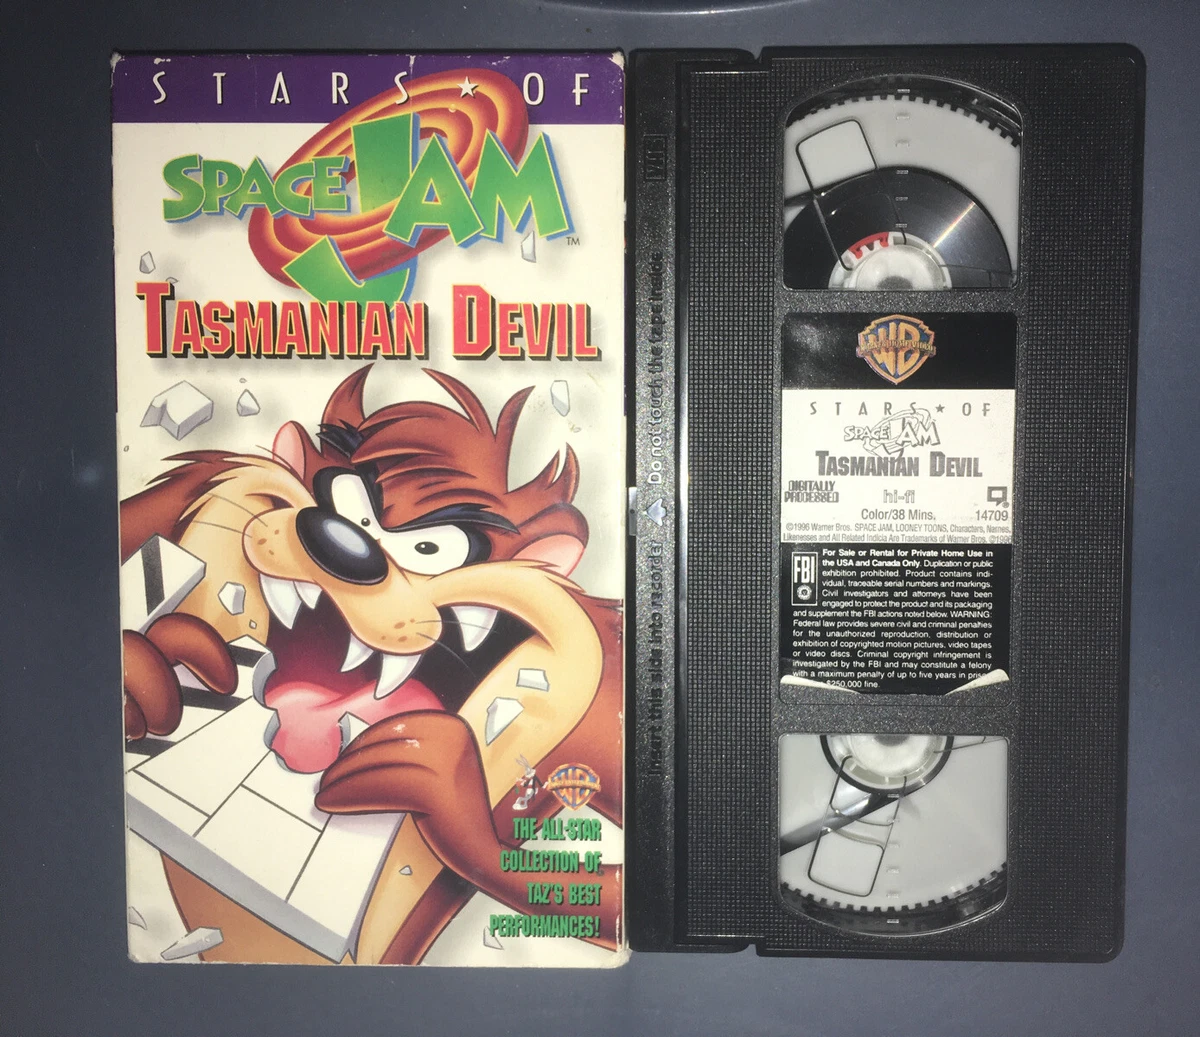 STARS★OF
SPACE JAM
™
TASMANIAN DEVIL
THE ALL-STAR
COLLECTION OF
TAZ'S BEST
PERFORMANCES!
VHS
Insert this side into recorder Do not touch the tape inside
WB
STARS★OF
SPACE JAM
TASMANIAN DEVIL
DIGITALLY
PROCESSED
hi-fi
Color/38 Mins.
14709
©1996 Warner Bros. SPACE JAM, LOONEY TOONS, Characters, Names,
Likenesses and All Related Indicia Are Trademarks of Warner Bros. ©1996
FBI
For Sale or Rental for Private Home Use in
the USA and Canada Only. Duplication or public
exhibition prohibited. Product contains indi-
vidual, traceable serial numbers and markings.
Civil investigators and attorneys have been
engaged to protect the product and its packaging
and supplement the FBI actions noted below. WARNING:
Federal law provides severe civil and criminal penalties
for the unauthorized reproduction, distribution or
exhibition of copyrighted motion pictures, video tapes
or video discs. Criminal copyright infringement is
investigated by the FBI and may constitute a felony
with a maximum penalty of up to five years in
$250,000 fine.